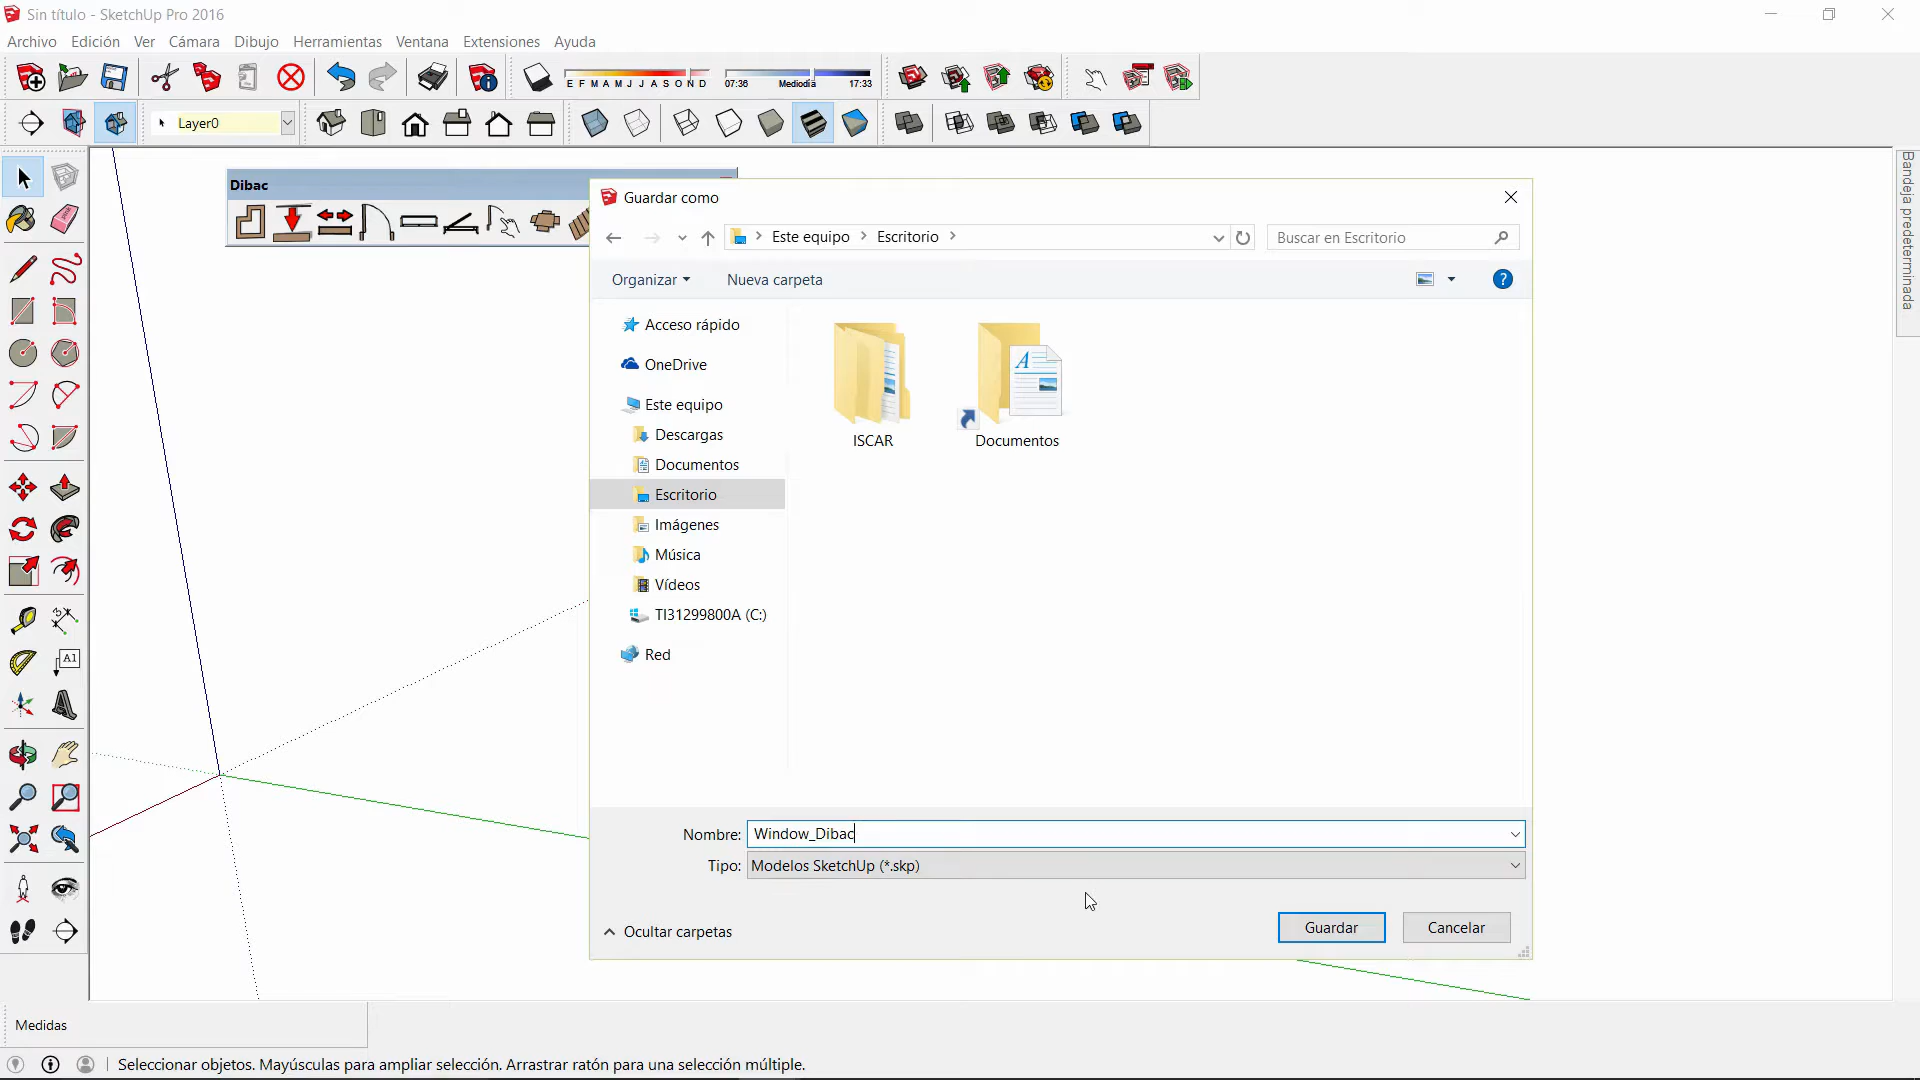 Sin título - SketchUp Pro 2016
Archivo Edición Ver Cámara Dibujo Herramientas Ventana Extensiones Ayuda
E F M A M J J A S O N D 07:36 Mediodía 17:33
Layer0
Bandeja predeterminada
Dibac
Guardar como
Este equipo Escritorio
Buscar en Escritorio
Organizar Nueva carpeta
?
Acceso rápido
OneDrive
Este equipo
Descargas
Documentos
Escritorio
Imágenes
Música
Vídeos
TI31299800A (C:)
Red
ISCAR Documentos
A1
Nombre: Window_Dibac
Tipo: Modelos SketchUp (*.skp)
Ocultar carpetas
Guardar Cancelar
Medidas
Seleccionar objetos. Mayúsculas para ampliar selección. Arrastrar ratón para una selección múltiple.